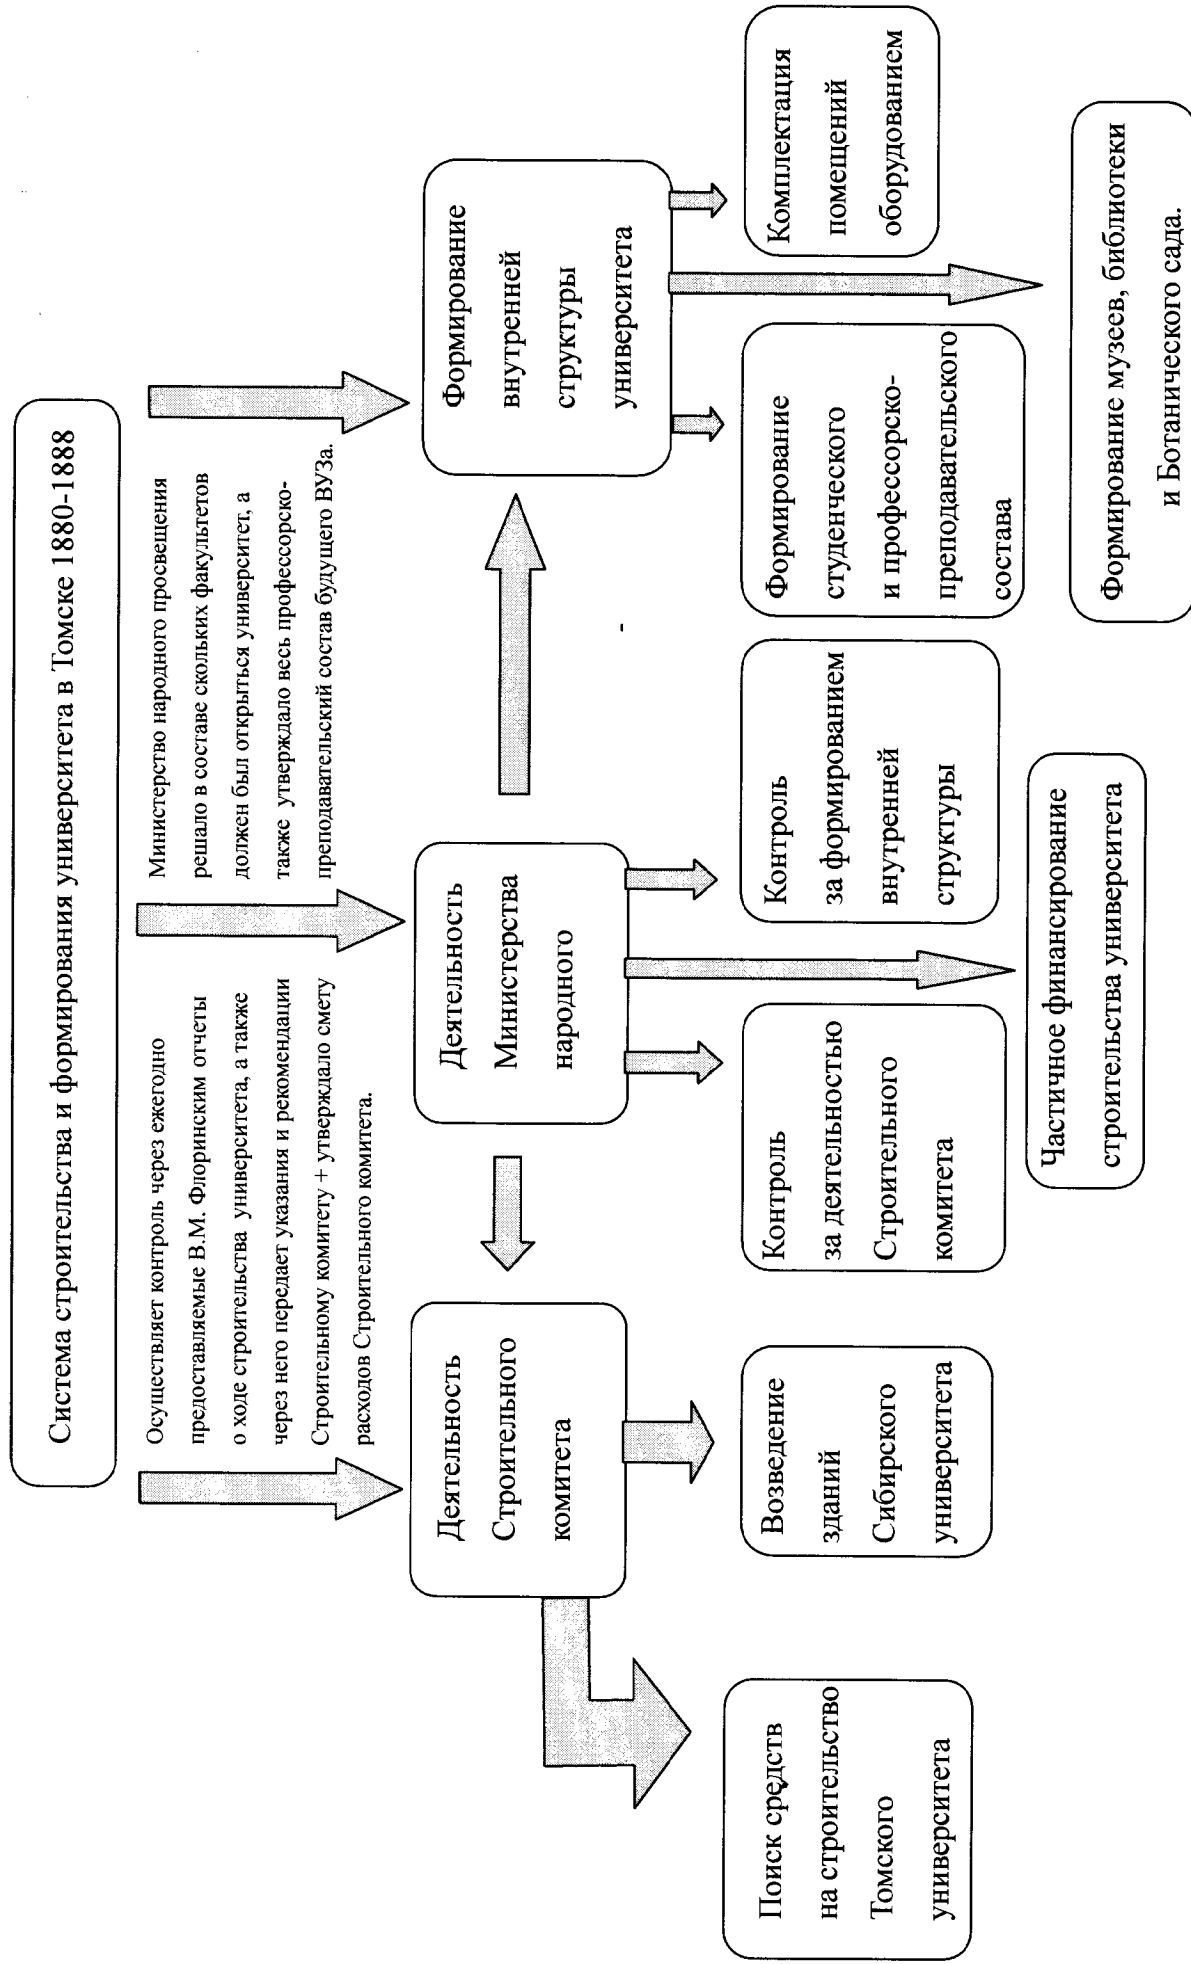 Система строительства и формирования университета в Томске 1880-1888
Осуществляет контроль через ежегодно
предоставляемые В.М. Флоринским отчеты
о ходе строительства университета, а также
через него передает указания и рекомендации
Строительному комитету + утверждало смету
расходов Строительного комитета.
Министерство народного просвещения
решало в составе скольких факультетов
должен был открыться университет, а
также утверждало весь профессорско-
преподавательский состав будущего ВУЗа.
Деятельность
Строительного
комитета
Деятельность
Министерства
народного
Формирование
внутренней
структуры
университета
Поиск средств
на строительство
Томского
университета
Возведение
зданий
Сибирского
университета
Контроль
за деятельностью
Строительного
комитета
Контроль
за формированием
внутренней
структуры
Формирование
студенческого
и профессорско-
преподавательского
состава
Комплектация
помещений
оборудованием
Частичное финансирование
строительства университета
Формирование музеев, библиотеки
и Ботанического сада.